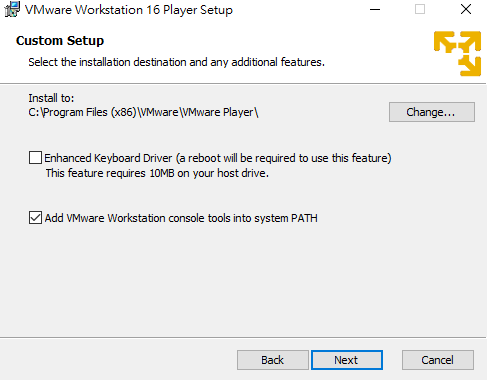 VMware Workstation 16 Player Setup
Custom Setup
Select the installation destination and any additional features.
Install to:
C:\Program Files (x86)\VMware\VMware Player\
Change...
Enhanced Keyboard Driver (a reboot will be required to use this feature)
This feature requires 10MB on your host drive.
Add VMware Workstation console tools into system PATH
Back
Next
Cancel